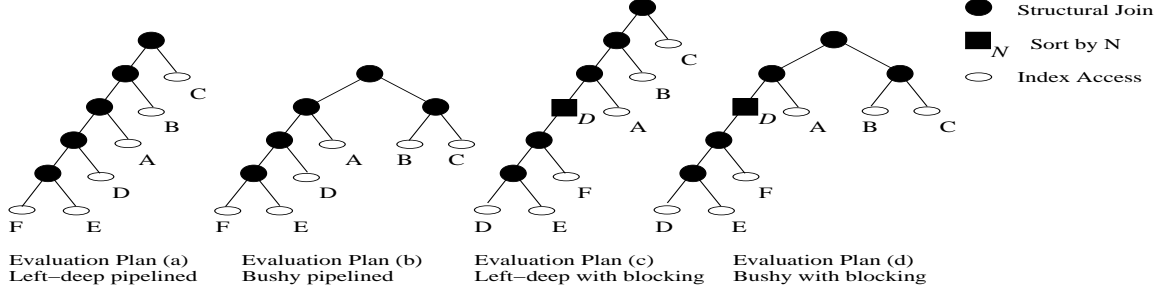 Structural Join
N Sort by N
Index Access
C
B
A
D
F E
A B C
D
F E
C
B
D A
F
D E
D A B C
F
D E
Evaluation Plan (a)
Left-deep pipelined
Evaluation Plan (b)
Bushy pipelined
Evaluation Plan (c)
Left-deep with blocking
Evaluation Plan (d)
Bushy with blocking